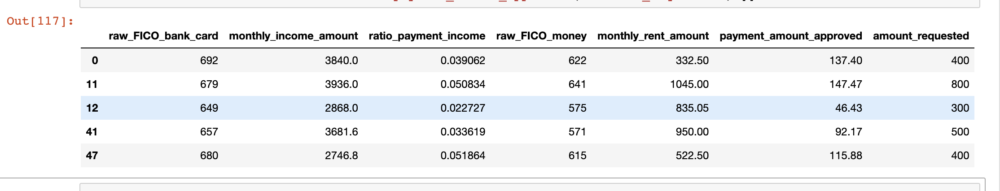 Out[117]:
raw_FICO_bank_card monthly_income_amount ratio_payment_income raw_FICO_money monthly_rent_amount payment_amount_approved amount_requested
0 692 3840.0 0.039062 622 332.50 137.40 400
11 679 3936.0 0.050834 641 1045.00 147.47 800
12 649 2868.0 0.022727 575 835.05 46.43 300
41 657 3681.6 0.033619 571 950.00 92.17 500
47 680 2746.8 0.051864 615 522.50 115.88 400